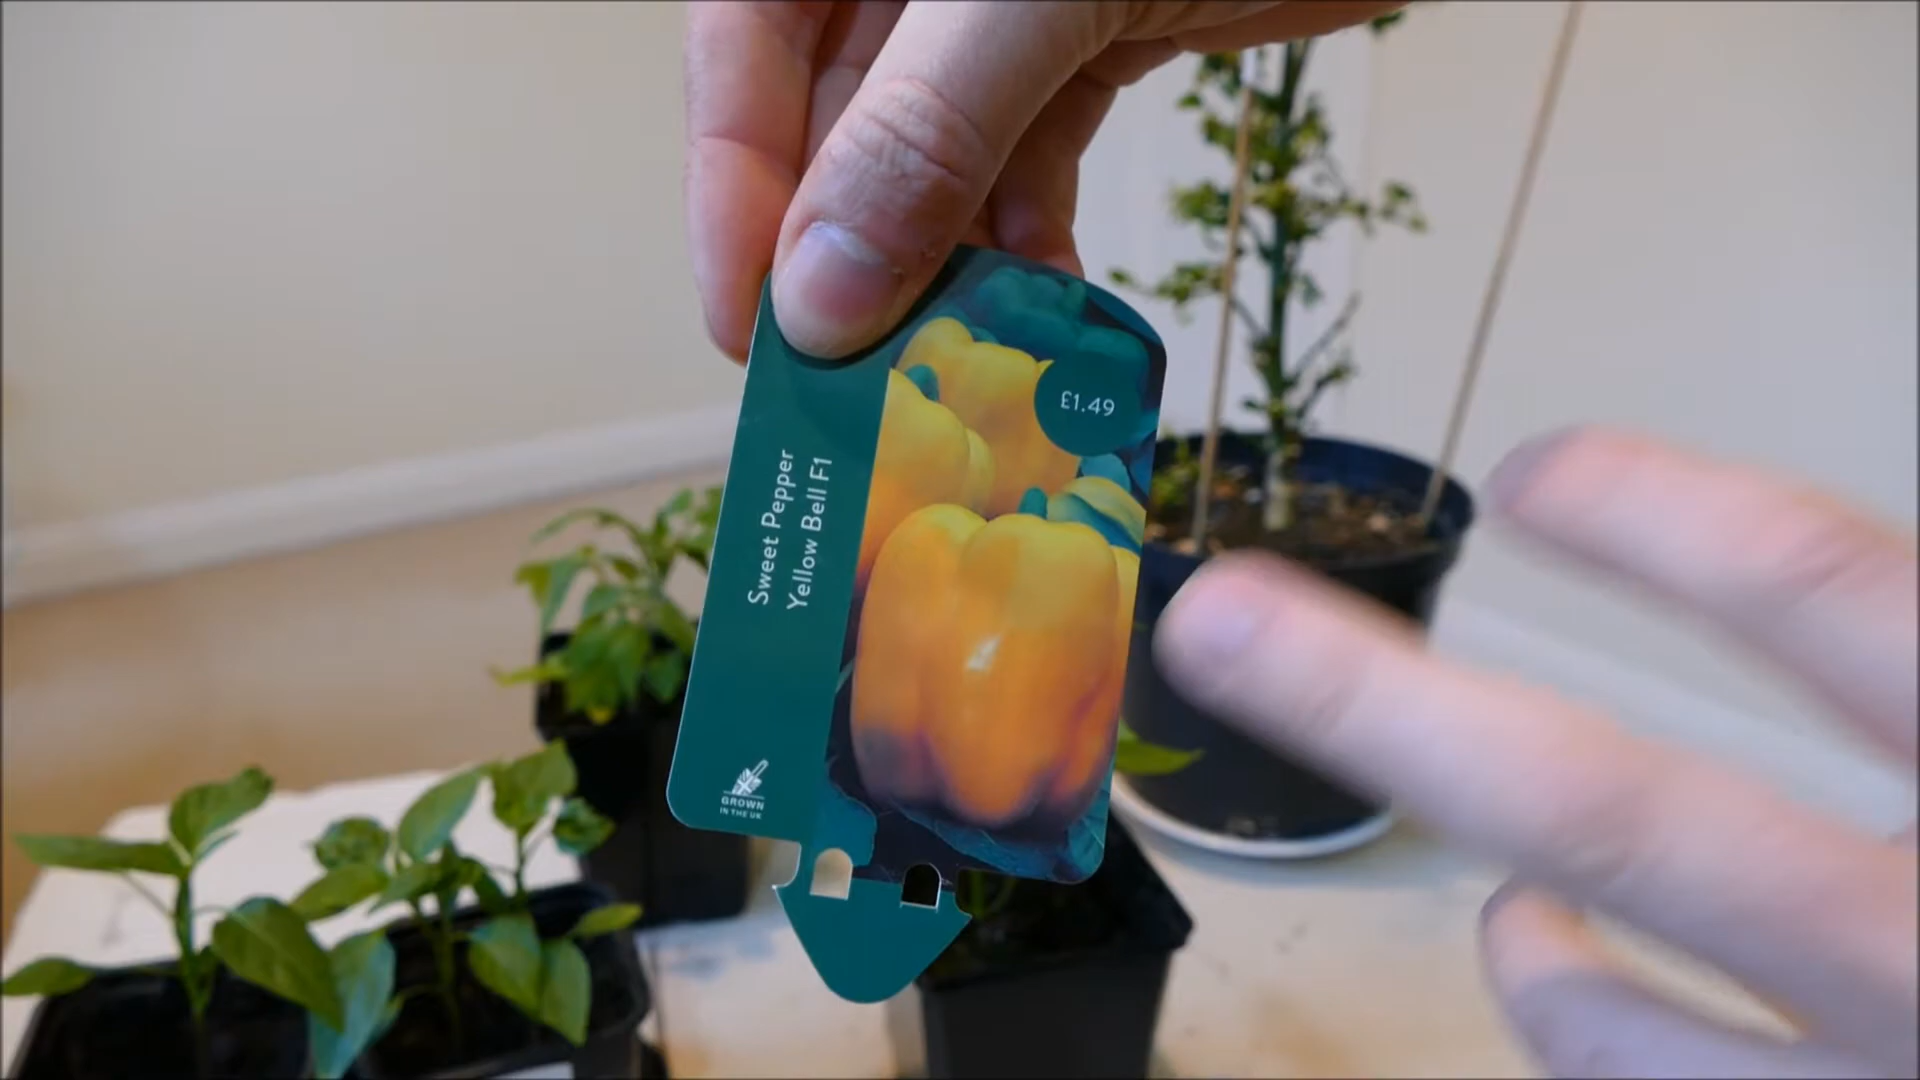 £1.49
Sweet Pepper
Yellow Bell F1
GROWN
IN THE UK